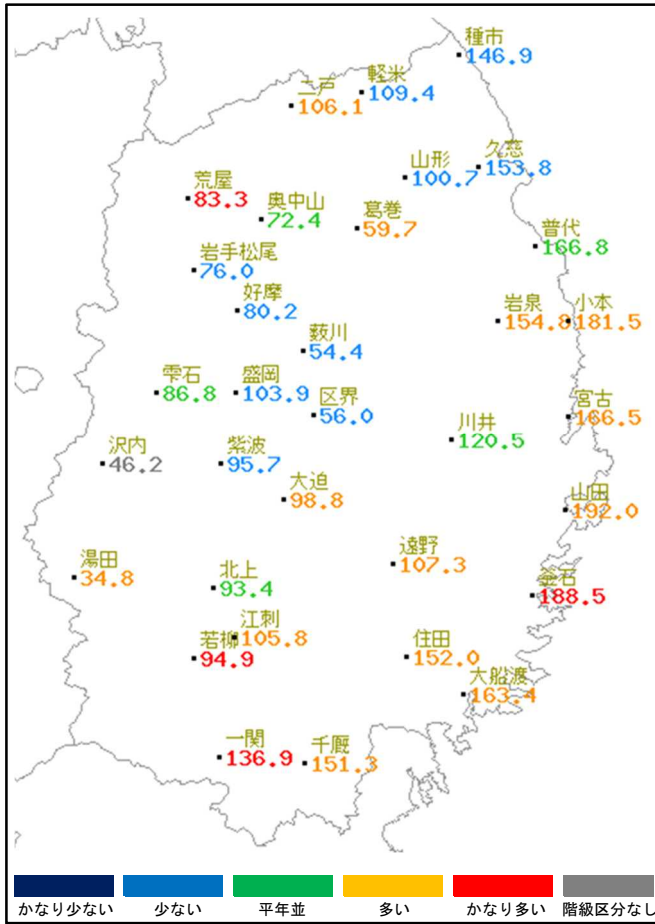 種市
146.9
軽米
109.4
二戸
106.1
久慈
153.8
山形
100.7
荒屋
83.3
奥中山
72.4
葛巻
59.7
普代
166.8
岩手松尾
76.0
好摩
80.2
岩泉
154.8
小本
181.5
薮川
54.4
雫石
86.8
盛岡
103.9
区界
56.0
宮古
166.5
川井
120.5
沢内
46.2
紫波
95.7
大迫
98.8
山田
192.0
湯田
34.8
北上
93.4
遠野
107.3
釜石
188.5
江刺
105.8
若柳
94.9
住田
152.0
大船渡
163.4
一関
136.9
千厩
151.3
かなり少ない 少ない 平年並 多い かなり多い 階級区分なし